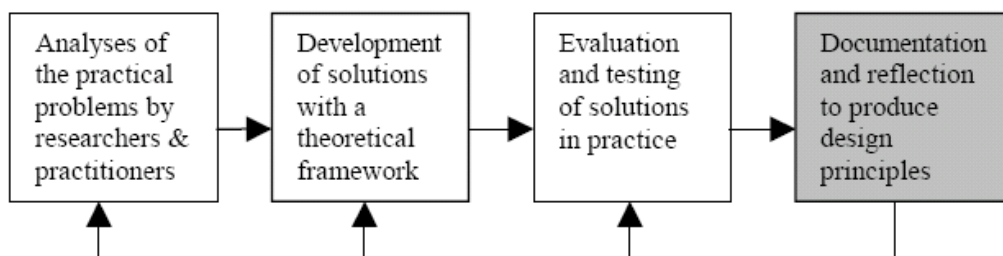 Analyses of
the practical
problems by
researchers &
practitioners
Development
of solutions
with a
theoretical
framework
Evaluation
and testing
of solutions
in practice
Documentation
and reflection
to produce
design
principles